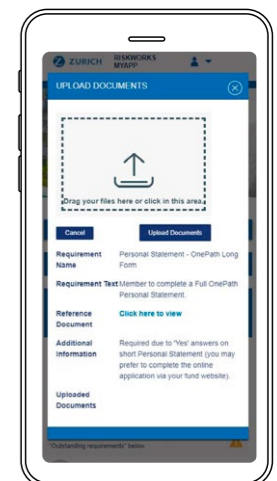 ZURICH RISKWORKS
MYAPP
UPLOAD DOCUMENTS
Drag your files here or click in this area.
Cancel Upload Documents
Requirement Name Personal Statement - OnePath Long Form
Requirement Text Member to complete a Full OnePath Personal Statement.
Reference Document Click here to view
Additional Information Required due to 'Yes' answers on short Personal Statement (you may prefer to complete the online application via your fund website).
Uploaded Documents
"Outstanding requirements" below